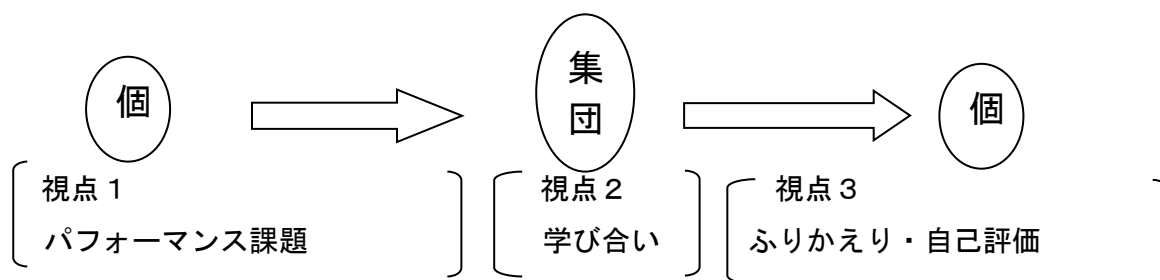 個
集
団
個
視点1
パフォーマンス課題
視点2
学び合い
視点3
ふりかえり・自己評価